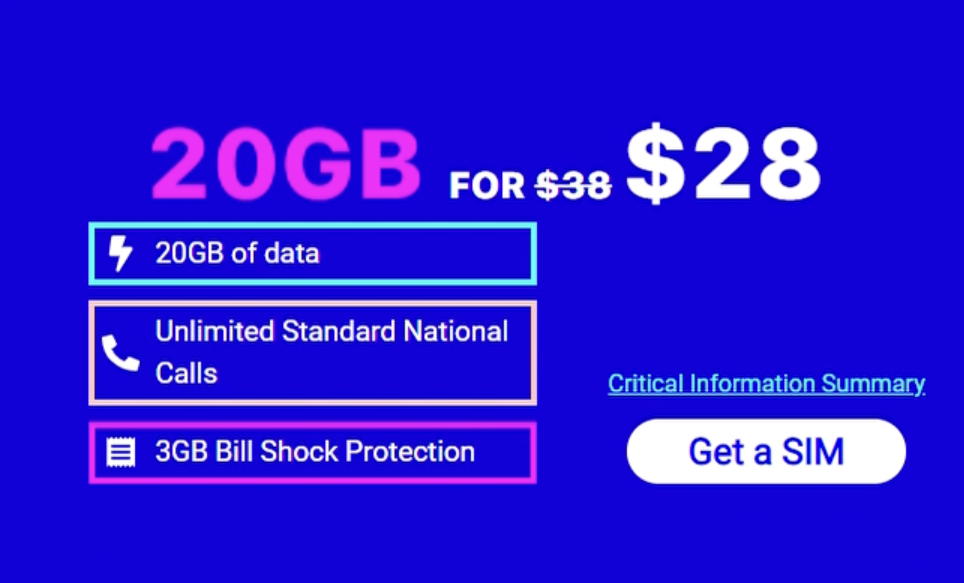 20GB FOR $38 $28
20GB of data
Unlimited Standard National
Calls
3GB Bill Shock Protection
Critical Information Summary
Get a SIM